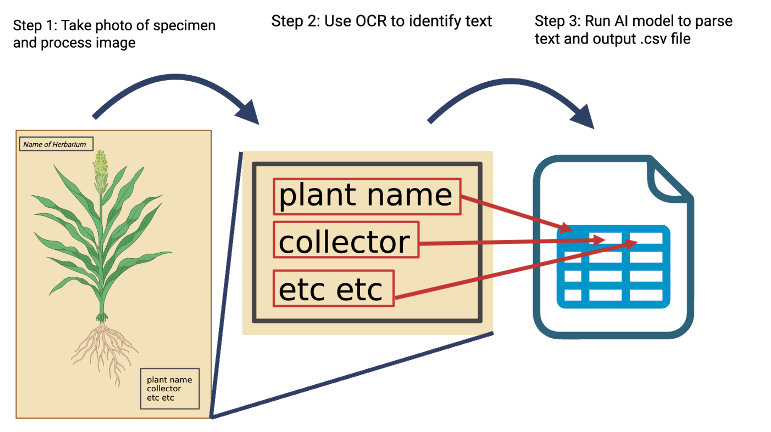 Step 1: Take photo of specimen
and process image
Step 2: Use OCR to identify text
Step 3: Run AI model to parse
text and output .csv file
Name of Herbarium
plant name
collector
etc etc
plant name
collector
etc etc